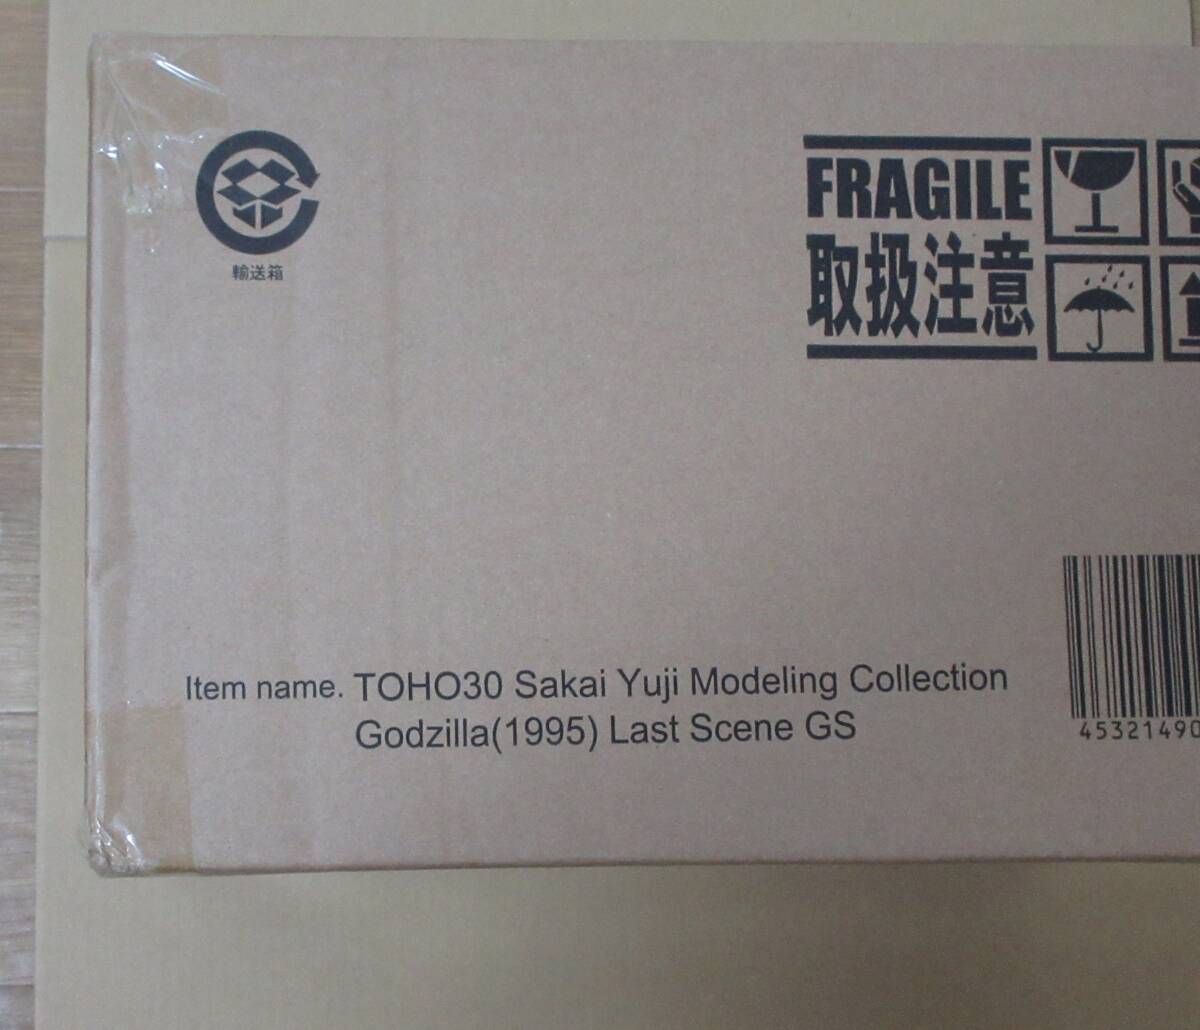 輸送箱
FRAGILE
取扱注意
Item name. TOHO30 Sakai Yuji Modeling Collection
Godzilla(1995) Last Scene GS
45321490